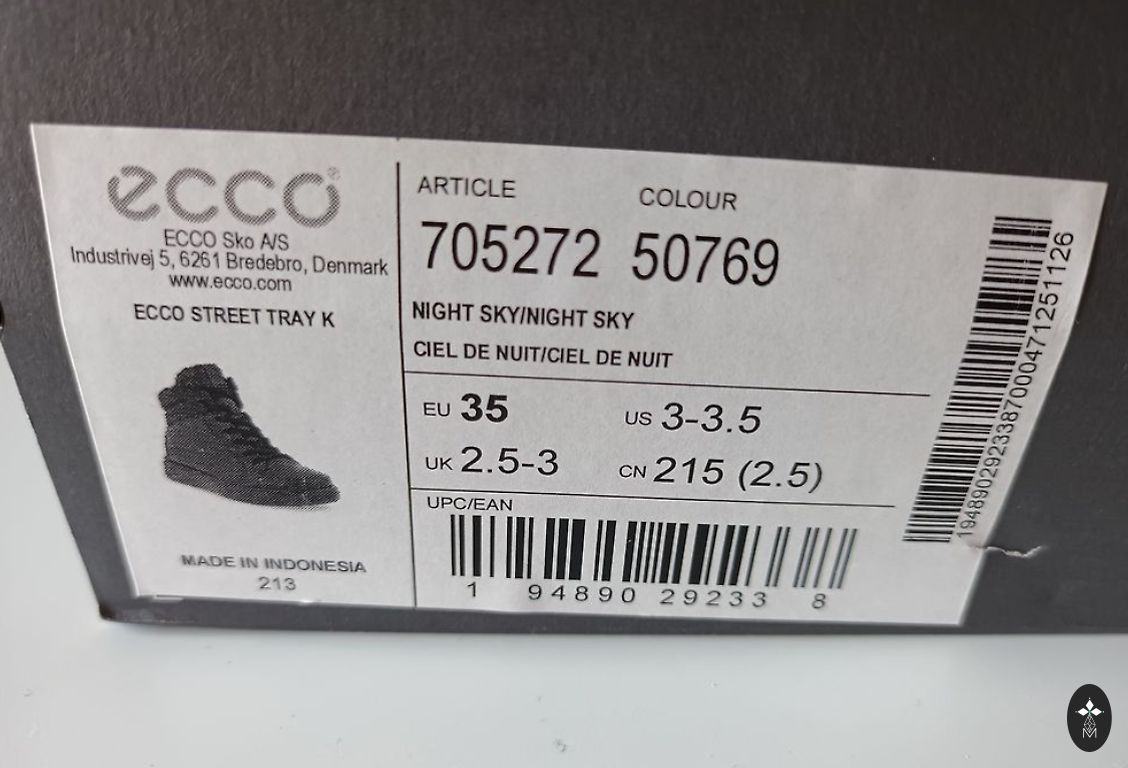 ecco®
ECCO Sko A/S
Industrivej 5, 6261 Bredebro, Denmark
www.ecco.com
ECCO STREET TRAY K
MADE IN INDONESIA
213
ARTICLE COLOUR
705272 50769
NIGHT SKY/NIGHT SKY
CIEL DE NUIT/CIEL DE NUIT
EU 35 US 3-3.5
UK 2.5-3 CN 215 (2.5)
UPC/EAN
1 94890 29233 8
19489029233870004712​51126
M